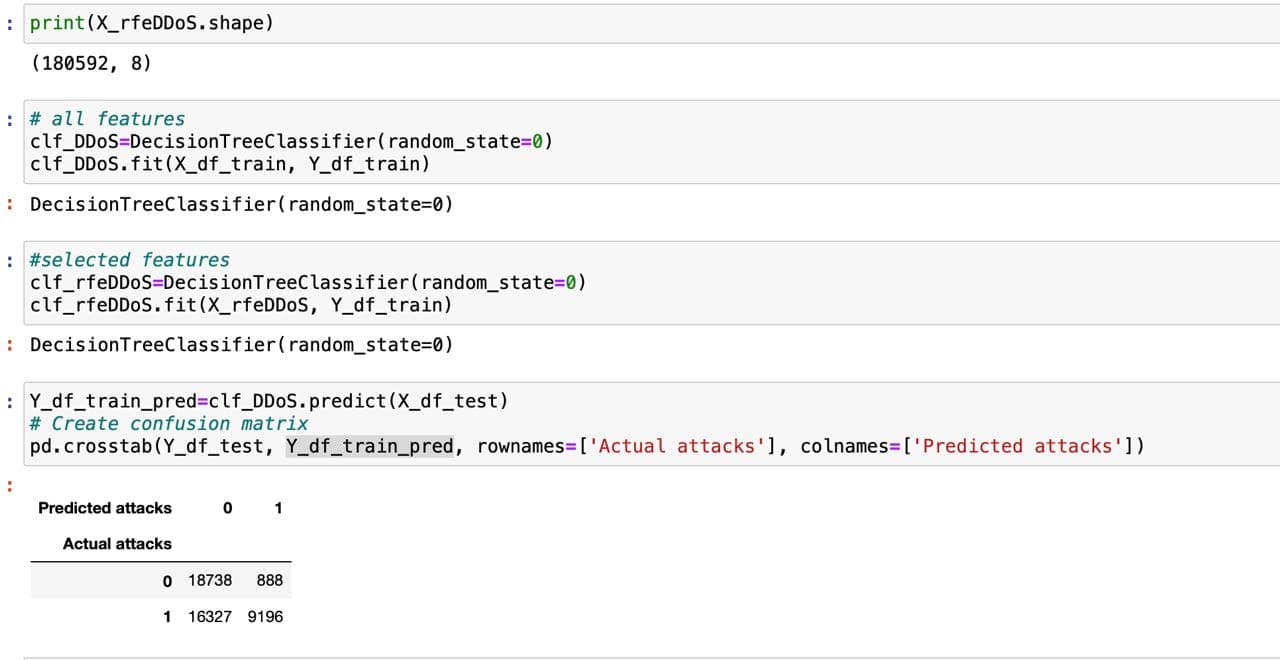 : print(X_rfeDDoS.shape)
(180592, 8)
: # all features
clf_DDoS=DecisionTreeClassifier(random_state=0)
clf_DDoS.fit(X_df_train, Y_df_train)
: DecisionTreeClassifier(random_state=0)
: #selected features
clf_rfeDDoS=DecisionTreeClassifier(random_state=0)
clf_rfeDDoS.fit(X_rfeDDoS, Y_df_train)
: DecisionTreeClassifier(random_state=0)
: Y_df_train_pred=clf_DDoS.predict(X_df_test)
# Create confusion matrix
pd.crosstab(Y_df_test, Y_df_train_pred, rownames=['Actual attacks'], colnames=['Predicted attacks'])
:
Predicted attacks 0 1
Actual attacks
0 18738 888
1 16327 9196